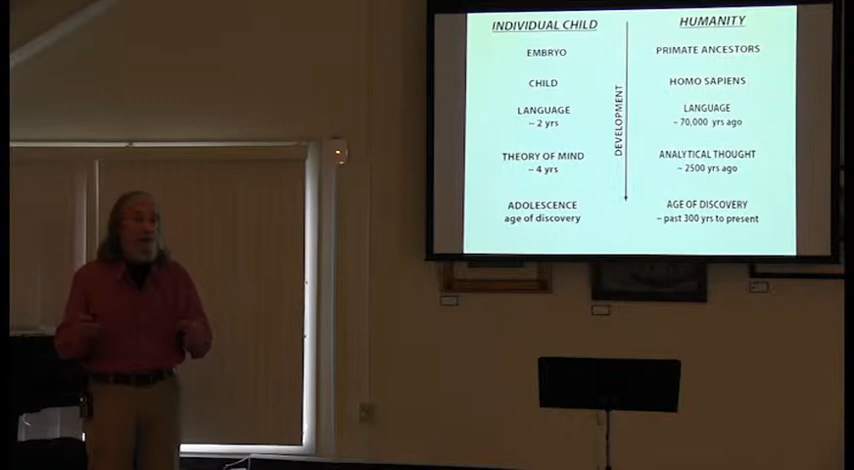 INDIVIDUAL CHILD
EMBRYO
CHILD
LANGUAGE
~ 2 yrs
THEORY OF MIND
~ 4 yrs
ADOLESCENCE
age of discovery
DEVELOPMENT
HUMANITY
PRIMATE ANCESTORS
HOMO SAPIENS
LANGUAGE
~ 70,000 yrs ago
ANALYTICAL THOUGHT
~ 2500 yrs ago
AGE OF DISCOVERY
~ past 300 yrs to present